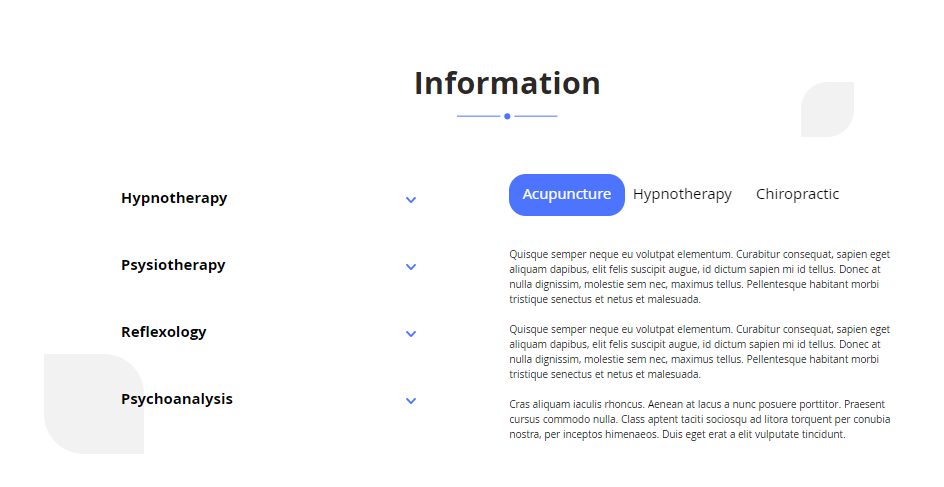 Information
Hypnotherapy
Psysiotherapy
Reflexology
Psychoanalysis
Acupuncture Hypnotherapy Chiropractic
Quisque semper neque eu volutpat elementum. Curabitur consequat, sapien eget
aliquam dapibus, elit felis suscipit augue, id dictum sapien mi id tellus. Donec at
nulla dignissim, molestie sem nec, maximus tellus. Pellentesque habitant morbi
tristique senectus et netus et malesuada.
Quisque semper neque eu volutpat elementum. Curabitur consequat, sapien eget
aliquam dapibus, elit felis suscipit augue, id dictum sapien mi id tellus. Donec at
nulla dignissim, molestie sem nec, maximus tellus. Pellentesque habitant morbi
tristique senectus et netus et malesuada.
Cras aliquam iaculis rhoncus. Aenean at lacus a nunc posuere porttitor. Praesent
cursus commodo nulla. Class aptent taciti sociosqu ad litora torquent per conubia
nostra, per inceptos himenaeos. Duis eget erat a elit vulputate tincidunt.